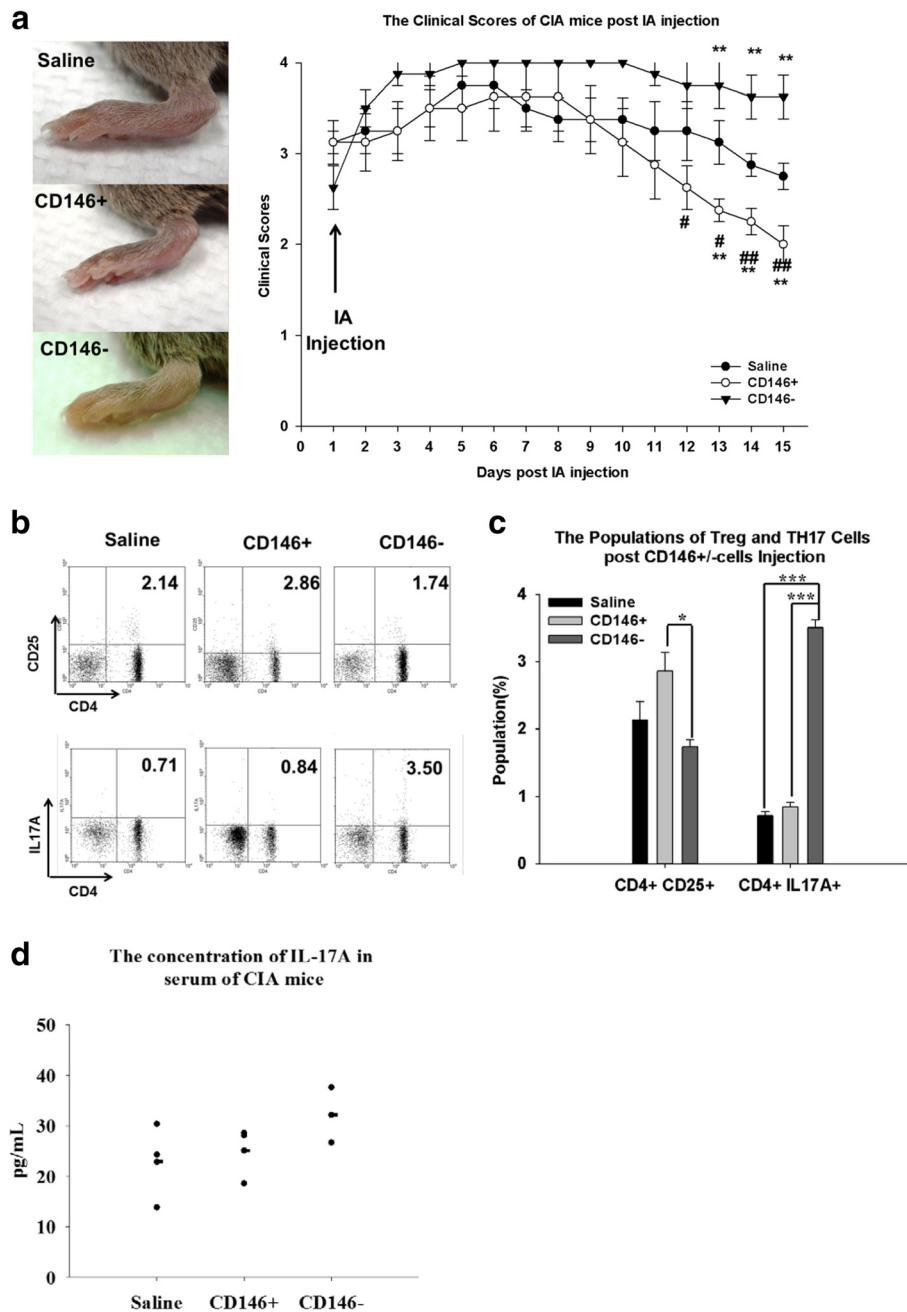 a
The Clinical Scores of CIA mice post IA injection
Saline
CD146+
CD146-
4
3
2
1
0
Clinical Scores
** ** **
#
# ## ##
** ** **
IA
Injection
Saline
CD146+
CD146-
0 1 2 3 4 5 6 7 8 9 10 11 12 13 14 15
Days post IA injection
b
Saline CD146+ CD146-
2.14 2.86 1.74
CD25
CD4
0.71 0.84 3.50
IL17A
CD4
c
The Populations of Treg and TH17 Cells
post CD146+/-cells Injection
4
3
2
1
0
Population(%)
Saline
CD146+
CD146-
*
***
***
CD4+ CD25+ CD4+ IL17A+
d
The concentration of IL-17A in
serum of CIA mice
50
40
30
20
10
0
pg/mL
Saline CD146+ CD146-